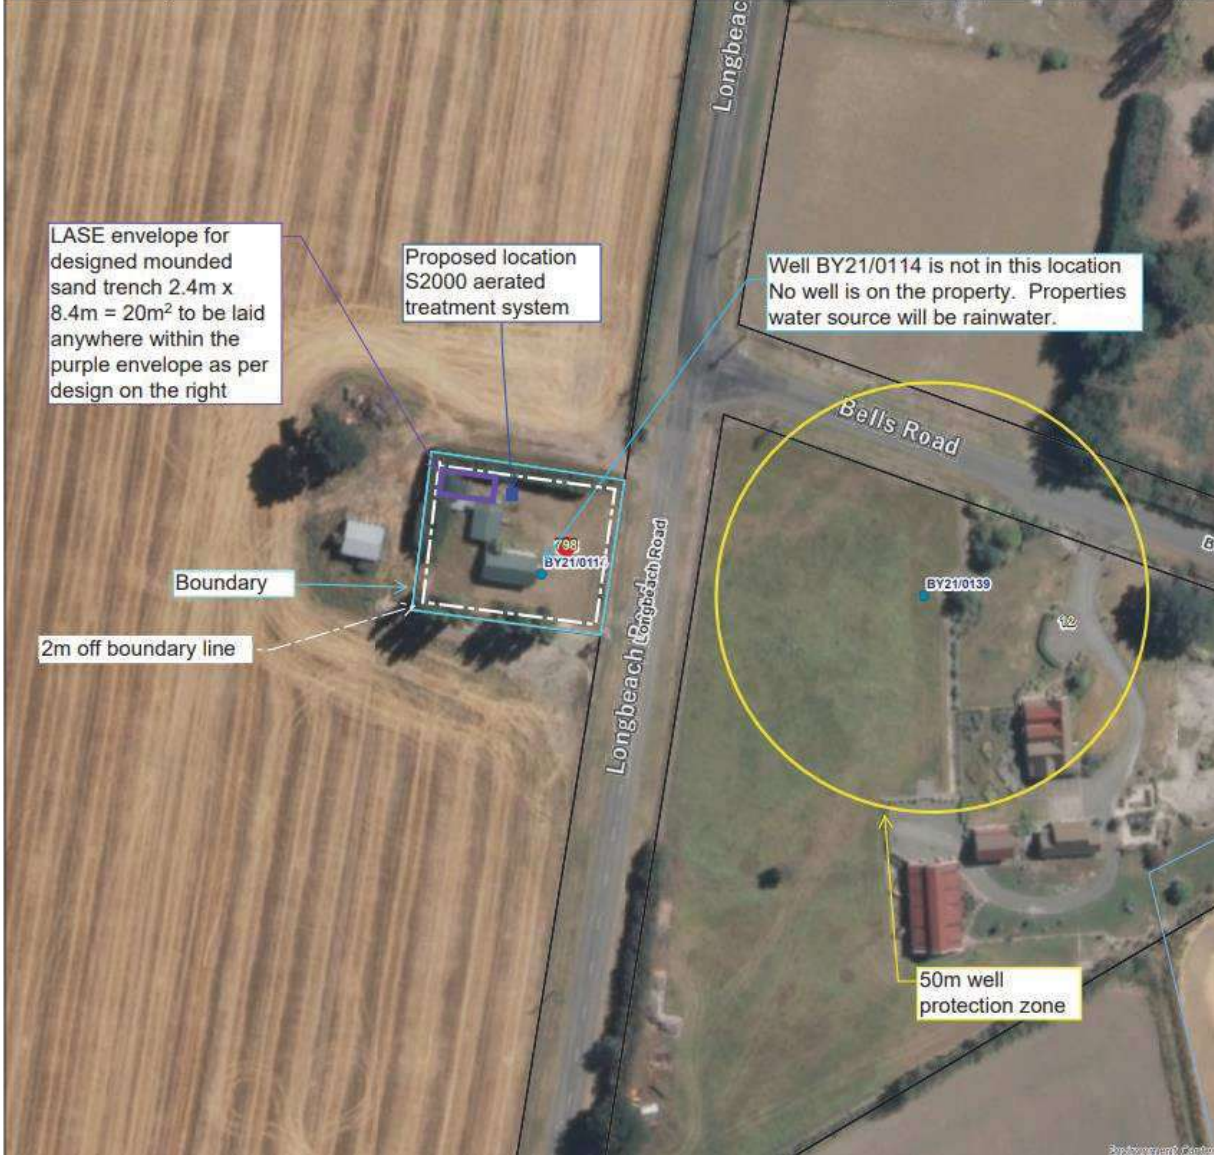 Longbeac
LASE envelope for
designed mounded
sand trench 2.4m x
8.4m = 20m² to be laid
anywhere within the
purple envelope as per
design on the right
Proposed location
S2000 aerated
treatment system
Well BY21/0114 is not in this location
No well is on the property. Properties
water source will be rainwater.
Bells Road
B
798
BY21/0114
Longbeach Road
Longbeach Road
Boundary
2m off boundary line
BY21/0139
12
50m well
protection zone